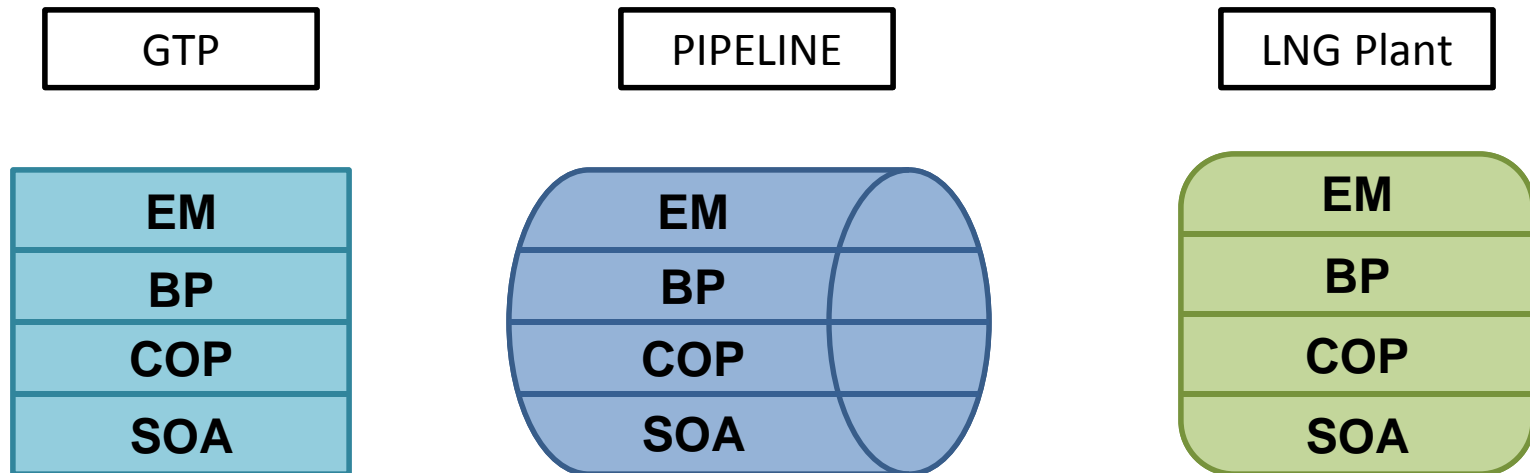 GTP
PIPELINE
LNG Plant
EM
BP
COP
SOA
EM
BP
COP
SOA
EM
BP
COP
SOA